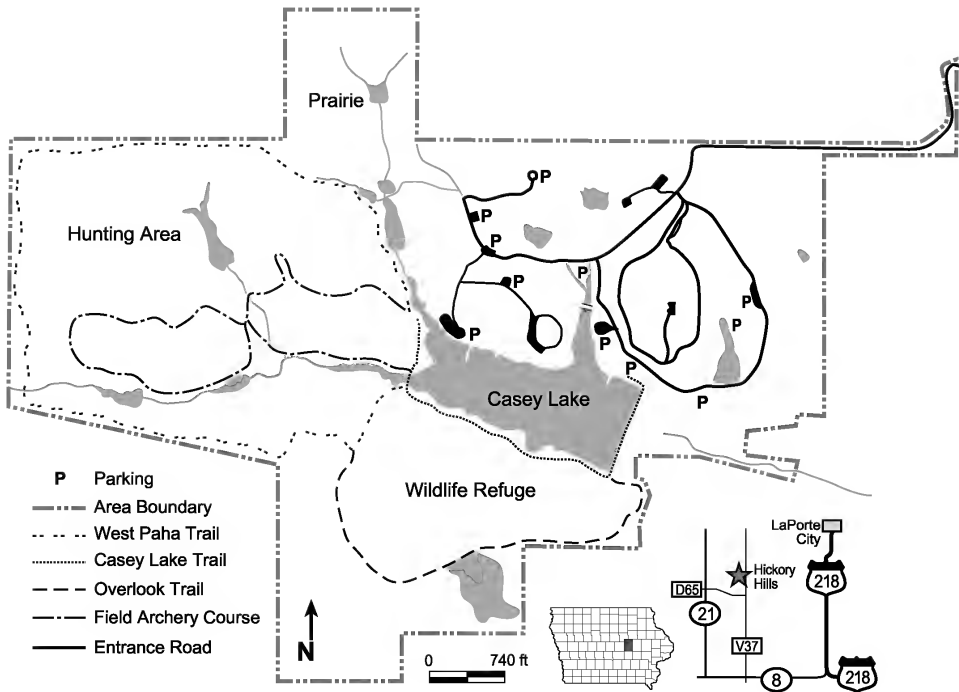 Prairie
P
Hunting Area
P
P
P
P
P
P
P
P
P
P
Casey Lake
Wildlife Refuge
P Parking
Area Boundary
West Paha Trail
Casey Lake Trail
Overlook Trail
Field Archery Course
Entrance Road
N
0 740 ft
LaPorte
City
Hickory
Hills
218
D65
21
V37
8
218